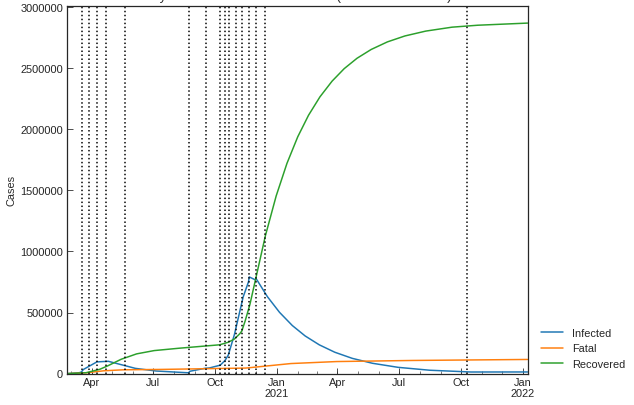 3000000
2500000
2000000
1500000
1000000
500000
0
Cases
Apr Jul Oct Jan Apr Jul Oct Jan
2021 2022
Infected
Fatal
Recovered